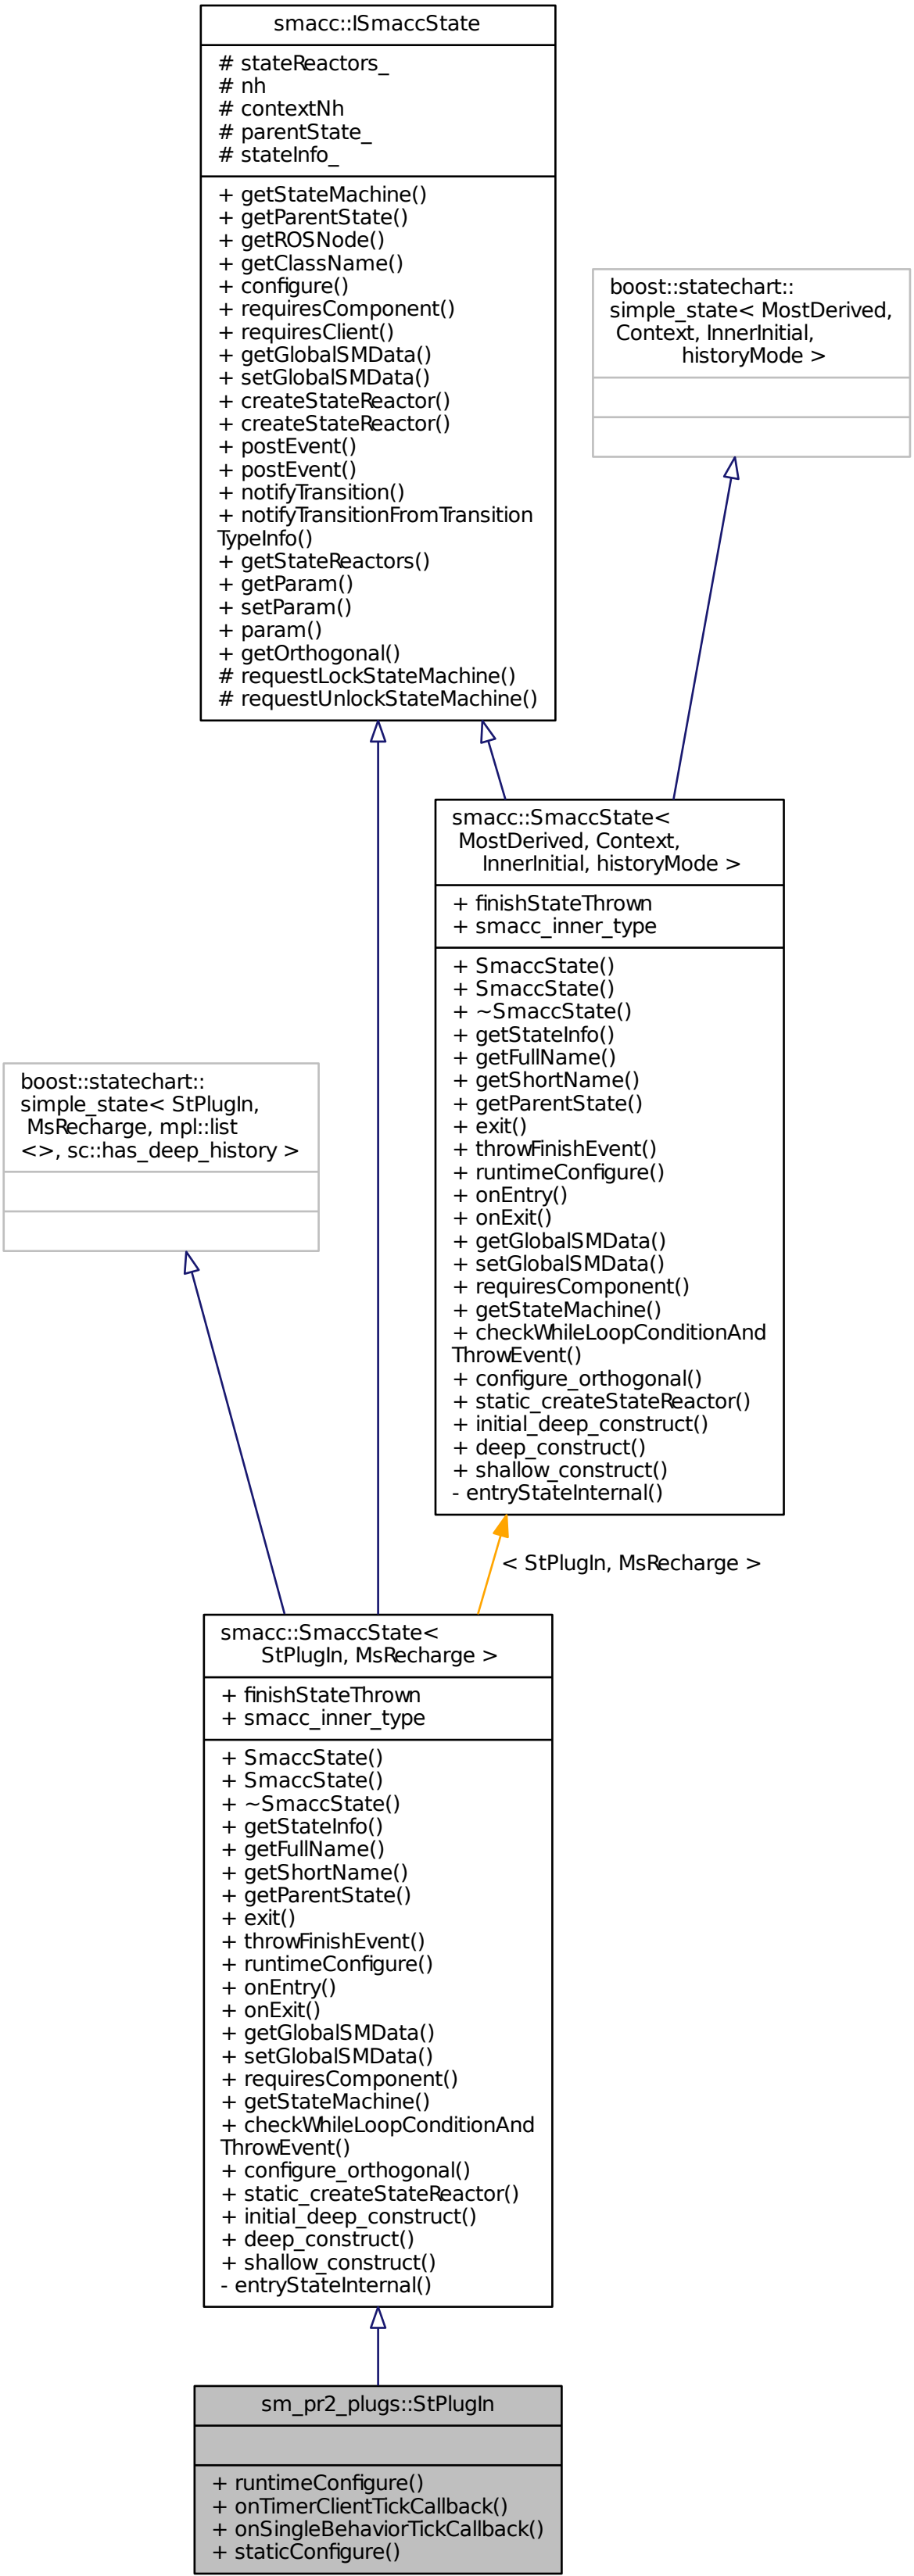 smacc::ISmaccState
# stateReactors_
# nh
# contextNh
# parentState_
# stateInfo_
+ getStateMachine()
+ getParentState()
+ getROSNode()
+ getClassName()
+ configure()
+ requiresComponent()
+ requiresClient()
+ getGlobalSMData()
+ setGlobalSMData()
+ createStateReactor()
+ createStateReactor()
+ postEvent()
+ postEvent()
+ notifyTransition()
+ notifyTransitionFromTransition
TypeInfo()
+ getStateReactors()
+ getParam()
+ setParam()
+ param()
+ getOrthogonal()
# requestLockStateMachine()
# requestUnlockStateMachine()
boost::statechart::
simple_state< MostDerived,
Context, InnerInitial,
historyMode >
smacc::SmaccState<
MostDerived, Context,
InnerInitial, historyMode >
+ finishStateThrown
+ smacc_inner_type
+ SmaccState()
+ SmaccState()
+ ~SmaccState()
+ getStateInfo()
+ getFullName()
+ getShortName()
+ getParentState()
+ exit()
+ throwFinishEvent()
+ runtimeConfigure()
+ onEntry()
+ onExit()
+ getGlobalSMData()
+ setGlobalSMData()
+ requiresComponent()
+ getStateMachine()
+ checkWhileLoopConditionAnd
ThrowEvent()
+ configure_orthogonal()
+ static_createStateReactor()
+ initial_deep_construct()
+ deep_construct()
+ shallow_construct()
- entryStateInternal()
boost::statechart::
simple_state< StPlugIn,
MsRecharge, mpl::list
<>, sc::has_deep_history >
< StPlugIn, MsRecharge >
smacc::SmaccState<
StPlugIn, MsRecharge >
+ finishStateThrown
+ smacc_inner_type
+ SmaccState()
+ SmaccState()
+ ~SmaccState()
+ getStateInfo()
+ getFullName()
+ getShortName()
+ getParentState()
+ exit()
+ throwFinishEvent()
+ runtimeConfigure()
+ onEntry()
+ onExit()
+ getGlobalSMData()
+ setGlobalSMData()
+ requiresComponent()
+ getStateMachine()
+ checkWhileLoopConditionAnd
ThrowEvent()
+ configure_orthogonal()
+ static_createStateReactor()
+ initial_deep_construct()
+ deep_construct()
+ shallow_construct()
- entryStateInternal()
sm_pr2_plugs::StPlugIn
+ runtimeConfigure()
+ onTimerClientTickCallback()
+ onSingleBehaviorTickCallback()
+ staticConfigure()